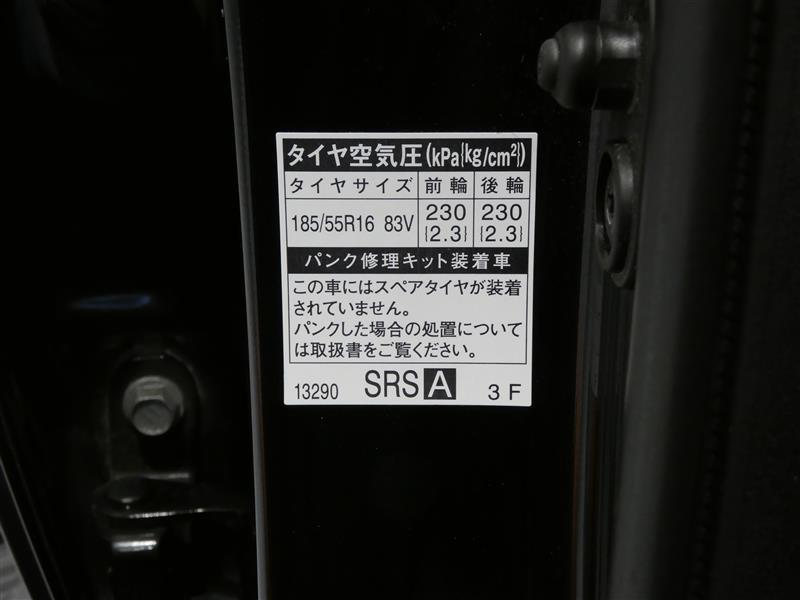 タイヤ空気圧(kPa{kg/cm²})
タイヤサイズ 前輪 後輪
185/55R16 83V 230 {2.3} 230 {2.3}
パンク修理キット装着車
この車にはスペアタイヤが装着
されていません。
パンクした場合の処置について
は取扱書をご覧ください。
13290 SRS A 3F